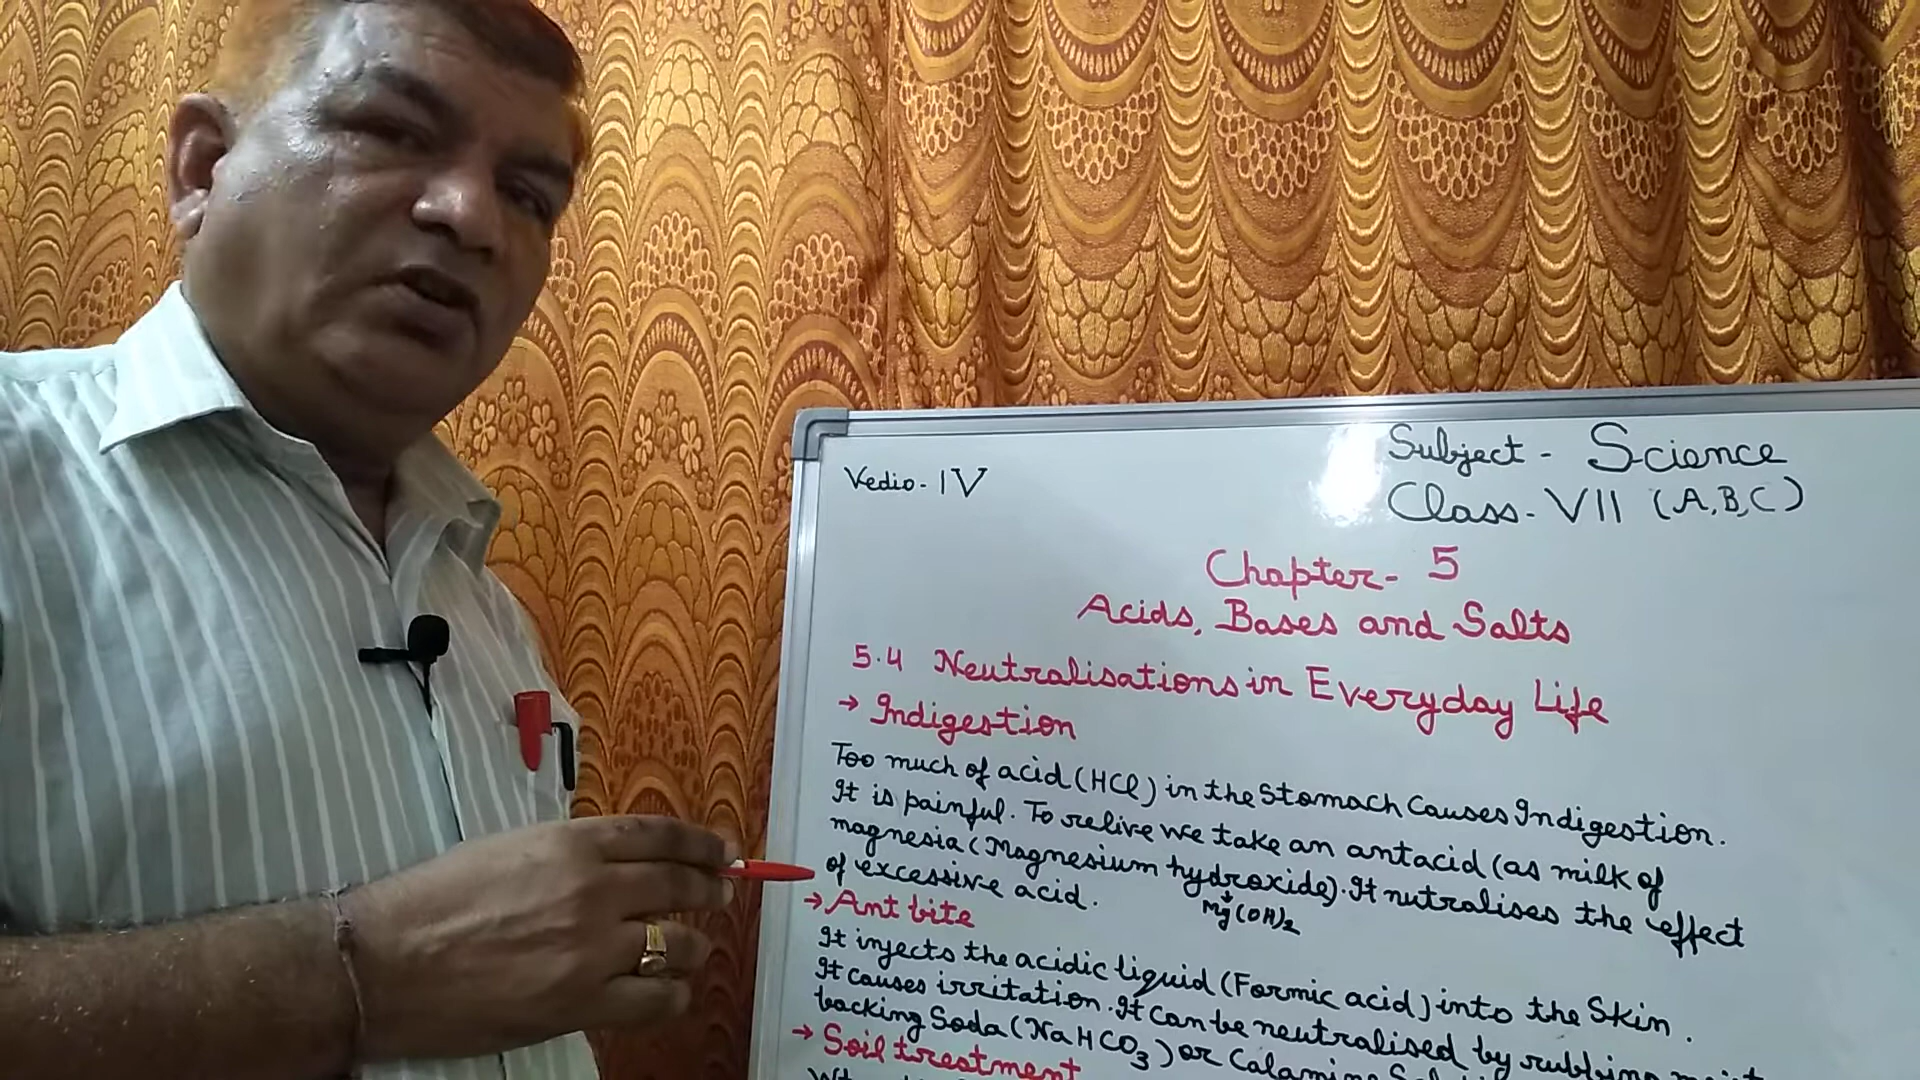 Subject - Science
Vedio - IV
Class - VII (A, B, C)
Chapter - 5
Acids, Bases and Salts
5.4 Neutralisations in Everyday Life
→ Indigestion
Too much of acid (HCl) in the Stomach Causes Indigestion.
It is painful. To relive we take an antacid (as milk of
magnesia (Magnesium hydroxide). It nutralises the effect
of excessive acid.
Mg(OH)2
→ Ant bite
It injects the acidic liquid (Formic acid) into the Skin.
It causes irritation. It can be neutralised by rubbing moist
backing Soda (NaHCO3) or Calamine
→ Soil treatment